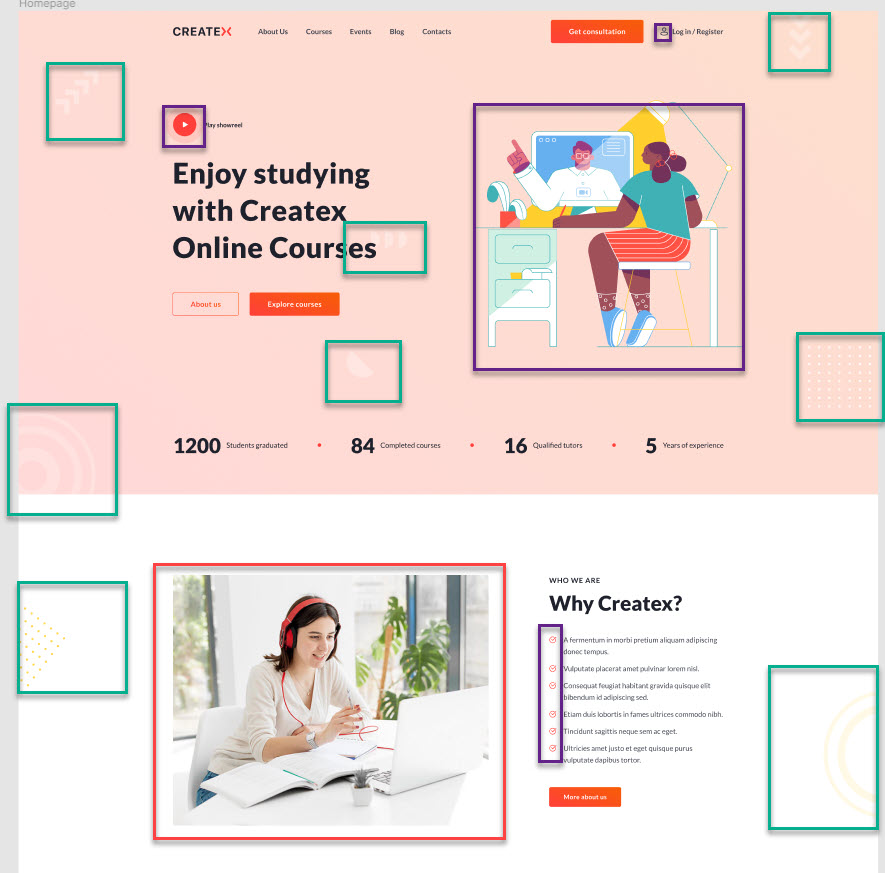 Homepage
CREATEX
About Us
Courses
Events
Blog
Contacts
Get consultation
Log in / Register
Play showreel
Enjoy studying
with Createx
Online Courses
About us
Explore courses
1200 Students graduated
84 Completed courses
16 Qualified tutors
5 Years of experience
WHO WE ARE
Why Createx?
A fermentum in morbi pretium aliquam adipiscing
donec tempus.
Vulputate placerat amet pulvinar lorem nisl.
Consequat feugiat habitant gravida quisque elit
bibendum id adipiscing sed.
Etiam duis lobortis in fames ultrices commodo nibh.
Tincidunt sagittis neque sem ac eget.
Ultricies amet justo et eget quisque purus
vulputate dapibus tortor.
More about us